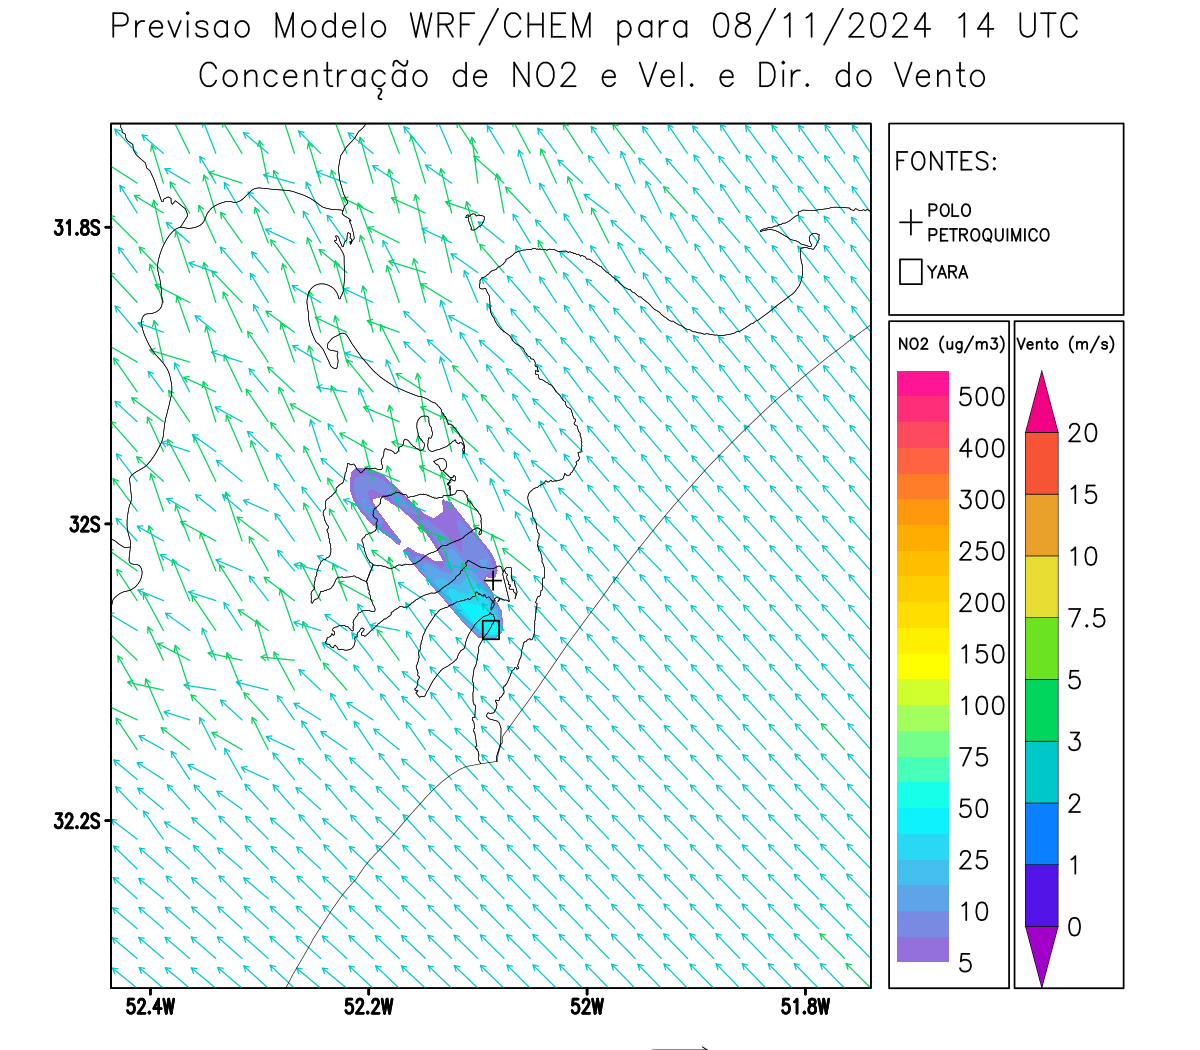 Previsao Modelo WRF/CHEM para 08/11/2024 14 UTC
Concentração de NO2 e Vel. e Dir. do Vento
FONTES:
POLO
PETROQUIMICO
YARA
NO2 (ug/m3)
500
400
300
250
200
150
100
75
50
25
10
5
Vento (m/s)
20
15
10
7.5
5
3
2
1
0
31.8S
32S
32.2S
52.4W
52.2W
52W
51.8W